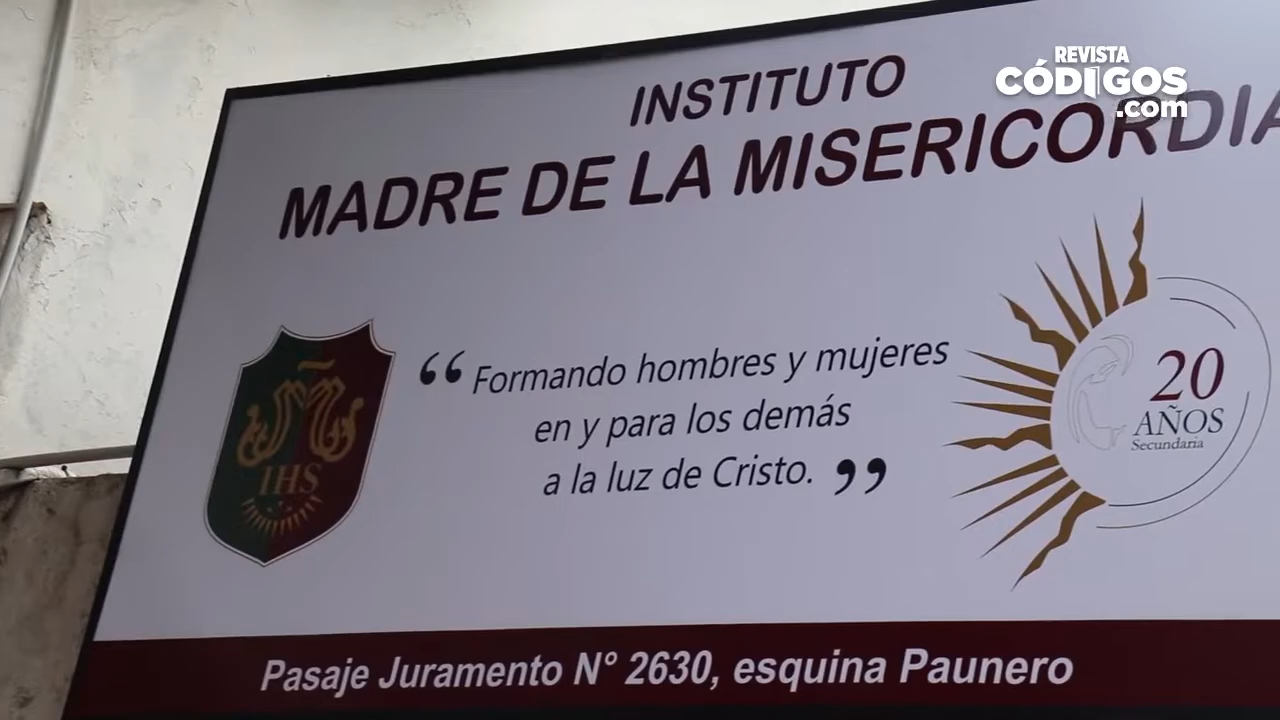 REVISTA
CÓDIGOS
.com
INSTITUTO
MADRE DE LA MISERICORDIA
“ Formando hombres y mujeres
en y para los demás
a la luz de Cristo. ”
IHS
20
AÑOS
Secundaria
Pasaje Juramento N° 2630, esquina Paunero